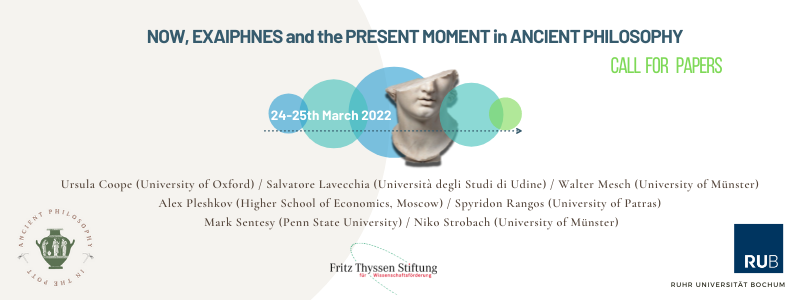 NOW, EXAIPHNES and the PRESENT MOMENT in ANCIENT PHILOSOPHY
CALL FOR PAPERS
24-25th March 2022
Ursula Coope (University of Oxford) / Salvatore Lavecchia (Università degli Studi di Udine) / Walter Mesch (University of Münster)
Alex Pleshkov (Higher School of Economics, Moscow) / Spyridon Rangos (University of Patras)
Mark Sentesy (Penn State University) / Niko Strobach (University of Münster)
ANCIENT PHILOSOPHY
IN THE POTT
Fritz Thyssen Stiftung
für Wissenschaftsförderung
RUB
RUHR UNIVERSITÄT BOCHUM